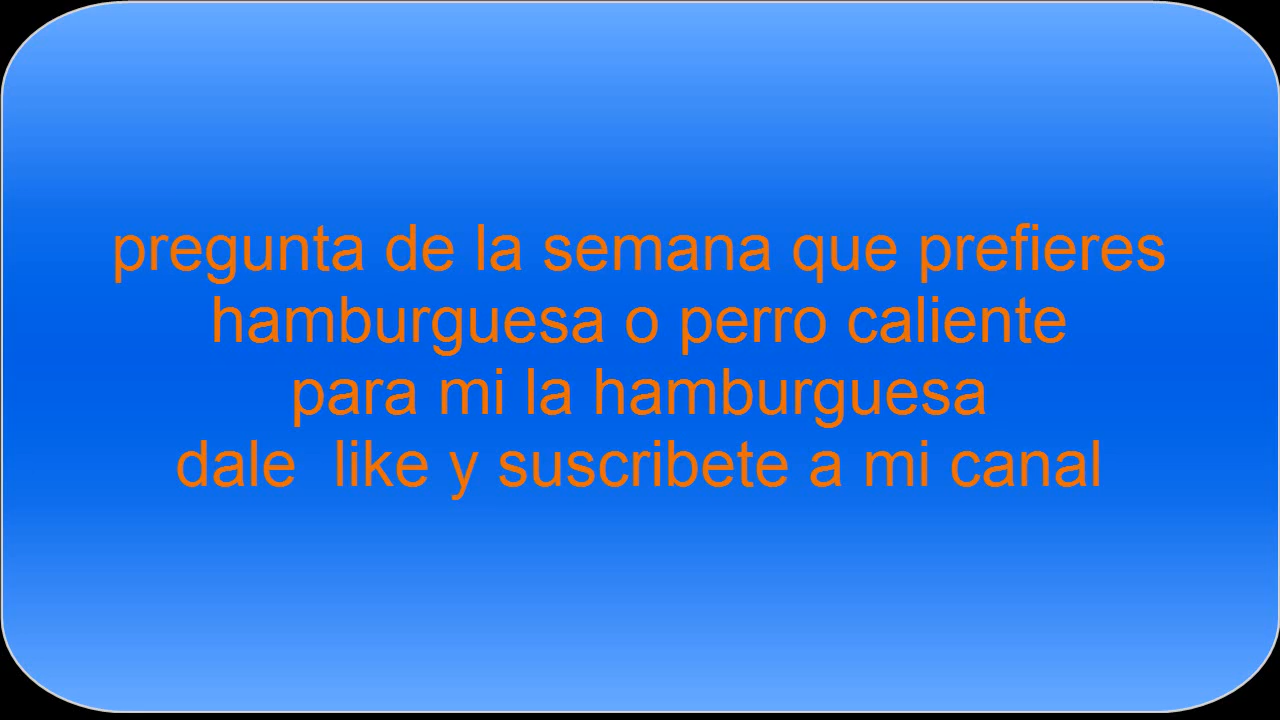 pregunta de la semana que prefieres
hamburguesa o perro caliente
para mi la hamburguesa
dale  like y suscribete a mi canal